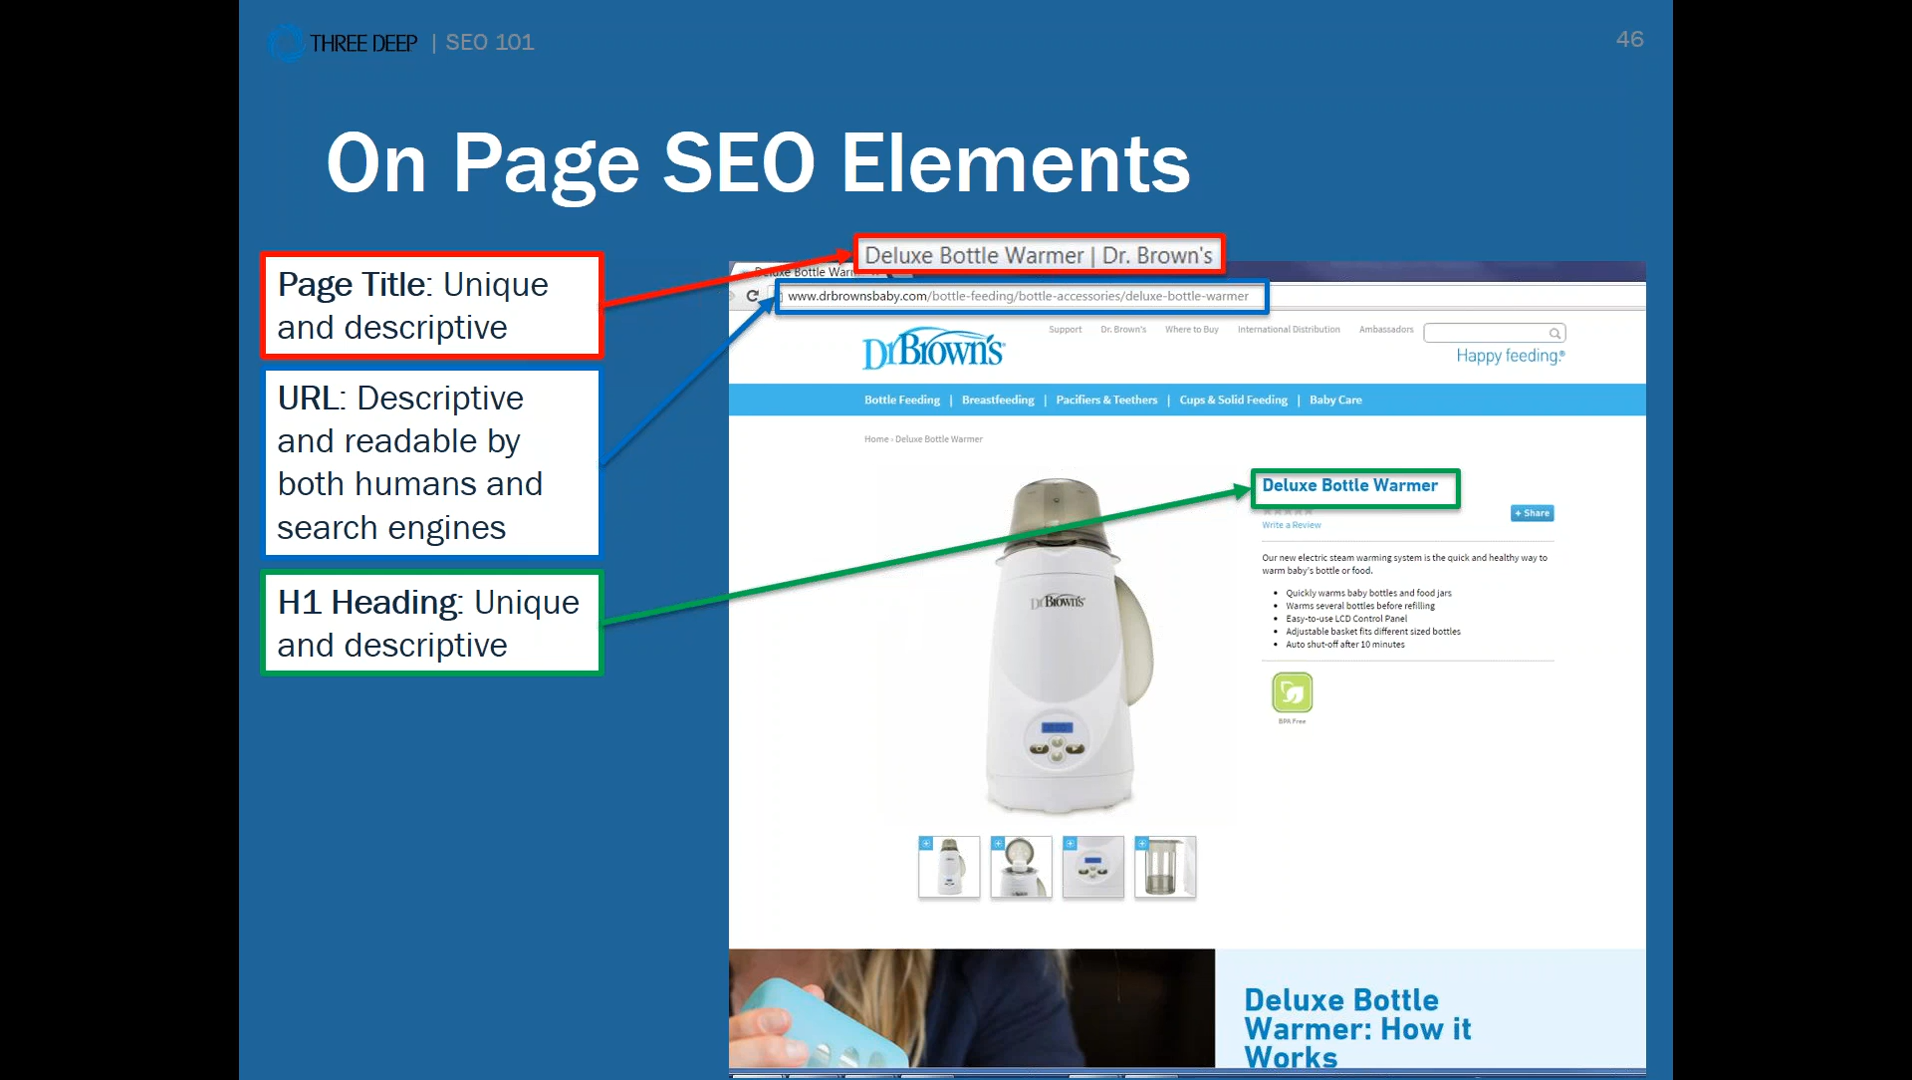 THREE DEEP | SEO 101
46
On Page SEO Elements
Page Title: Unique
and descriptive
URL: Descriptive
and readable by
both humans and
search engines
H1 Heading: Unique
and descriptive
Deluxe Bottle Warmer | Dr. Brown's
Deluxe Bottle Warm
www.drbrownsbaby.com/bottle-feeding/bottle-accessories/deluxe-bottle-warmer
Support Dr. Brown's Where to Buy International Distribution Ambassadors
Dr Brown's
Happy feeding.®
Bottle Feeding | Breastfeeding | Pacifiers & Teethers | Cups & Solid Feeding | Baby Care
Home › Deluxe Bottle Warmer
Deluxe Bottle Warmer
+ Share
Write a Review
Our new electric steam warming system is the quick and healthy way to
warm baby's bottle or food.
• Quickly warms baby bottles and food jars
• Warms several bottles before refilling
• Easy-to-use LCD Control Panel
• Adjustable basket fits different sized bottles
• Auto shut-off after 10 minutes
Dr Brown's
BPA Free
Deluxe Bottle
Warmer: How it
Works